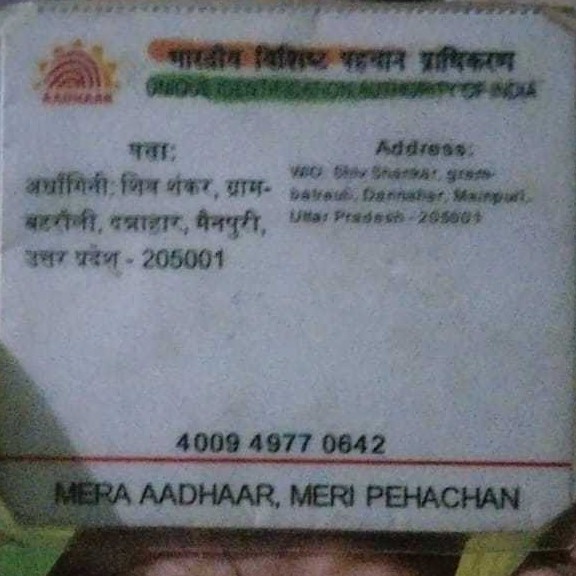 AADHAAR
भारतीय विशिष्ट पहचान प्राधिकरण
UNIQUE IDENTIFICATION AUTHORITY OF INDIA
पता:
अर्धांगिनी: शिव शंकर, ग्राम-
बटरौली, दन्नाहार, मैनपुरी,
उत्तर प्रदेश - 205001
Address:
W/O: Shiv Shankar, gram-
Dannahar, Mainpuri,
Uttar Pradesh - 205001
4009 4977 0642
MERA AADHAAR, MERI PEHACHAN